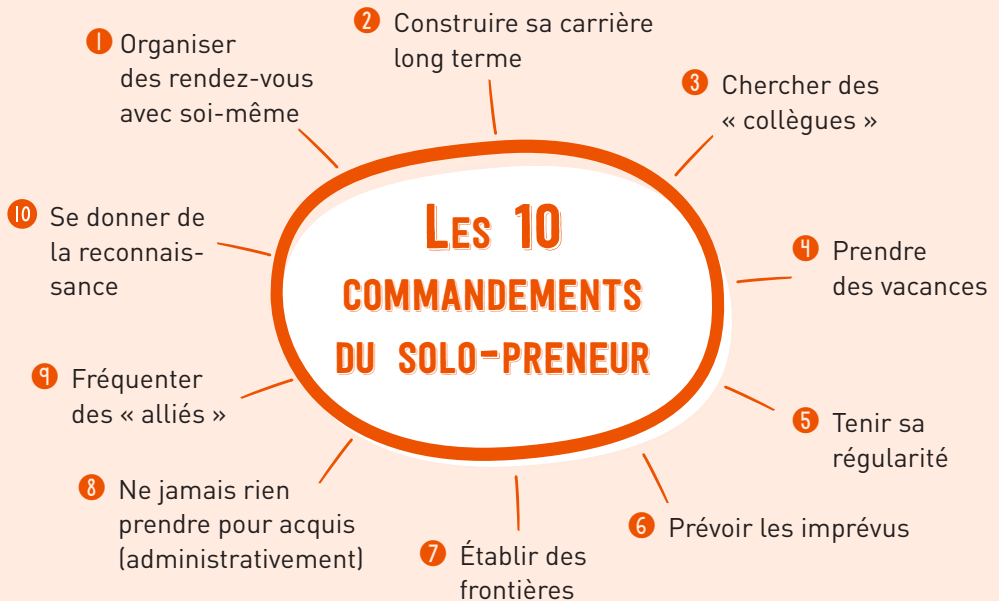 Les 10
commandements
du solo-preneur
1 Organiser
des rendez-vous
avec soi-même
2 Construire sa carrière
long terme
3 Chercher des
« collègues »
4 Prendre
des vacances
5 Tenir sa
régularité
6 Prévoir les imprévus
7 Établir des
frontières
8 Ne jamais rien
prendre pour acquis
(administrativement)
9 Fréquenter
des « alliés »
10 Se donner de
la reconnais-
sance